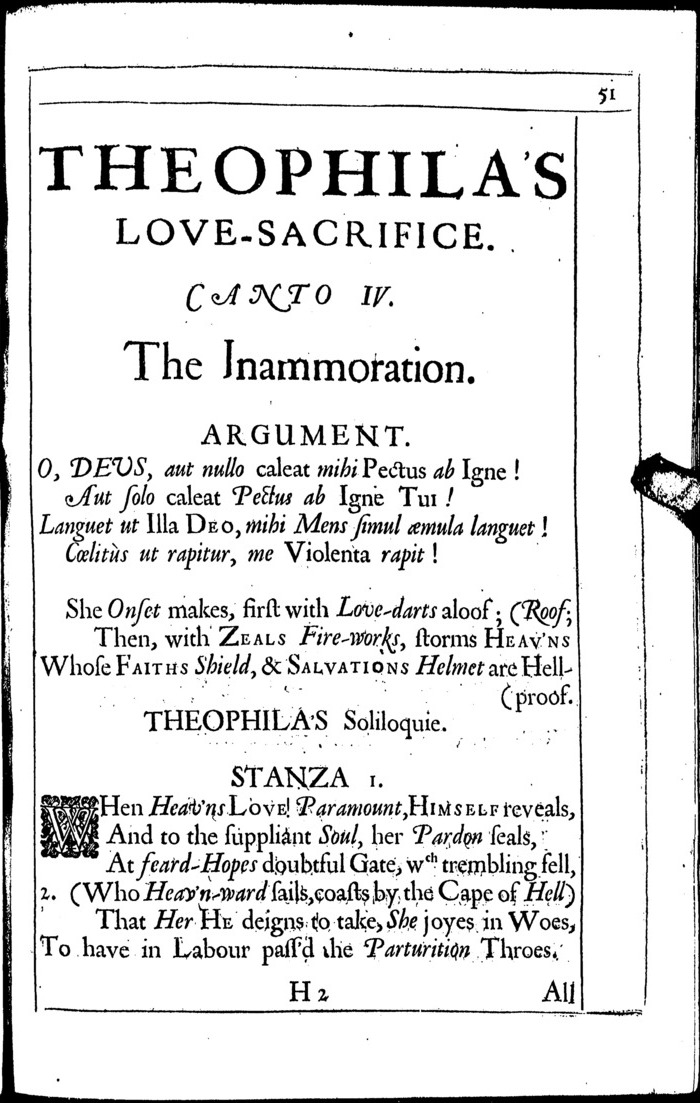 51
THEOPHILA'S
LOVE-SACRIFICE.
CANTO IV.
The Inammoration.
ARGUMENT.
O, DEUS, aut nullo caleat mihi Pectus ab Igne !
Aut ſolo caleat Pectus ab Igne Tui !
Languet ut Illa Deo, mihi Mens ſimul æmula languet !
Cœlitùs ut rapitur, me Violenta rapit !
She Onſet makes, firſt with Love-darts aloof ; (Roof;
Then, with Zeals Fire-works, ſtorms Heav'ns
Whoſe Faiths Shield, & Salvations Helmet are Hell-
(proof.
THEOPHILA'S Soliloquie.
STANZA 1.
WHen Heav'ns Love! Paramount, Himself reveals,
And to the ſuppliant Soul, her Pardon ſeals,
At feard-Hopes doubtful Gate, wch trembling fell,
2. (Who Heav'n-ward ſails, coaſts by the Cape of Hell)
That Her He deigns to take, She joyes in Woes,
To have in Labour paſſ'd the Parturition Throes.
H 2 All